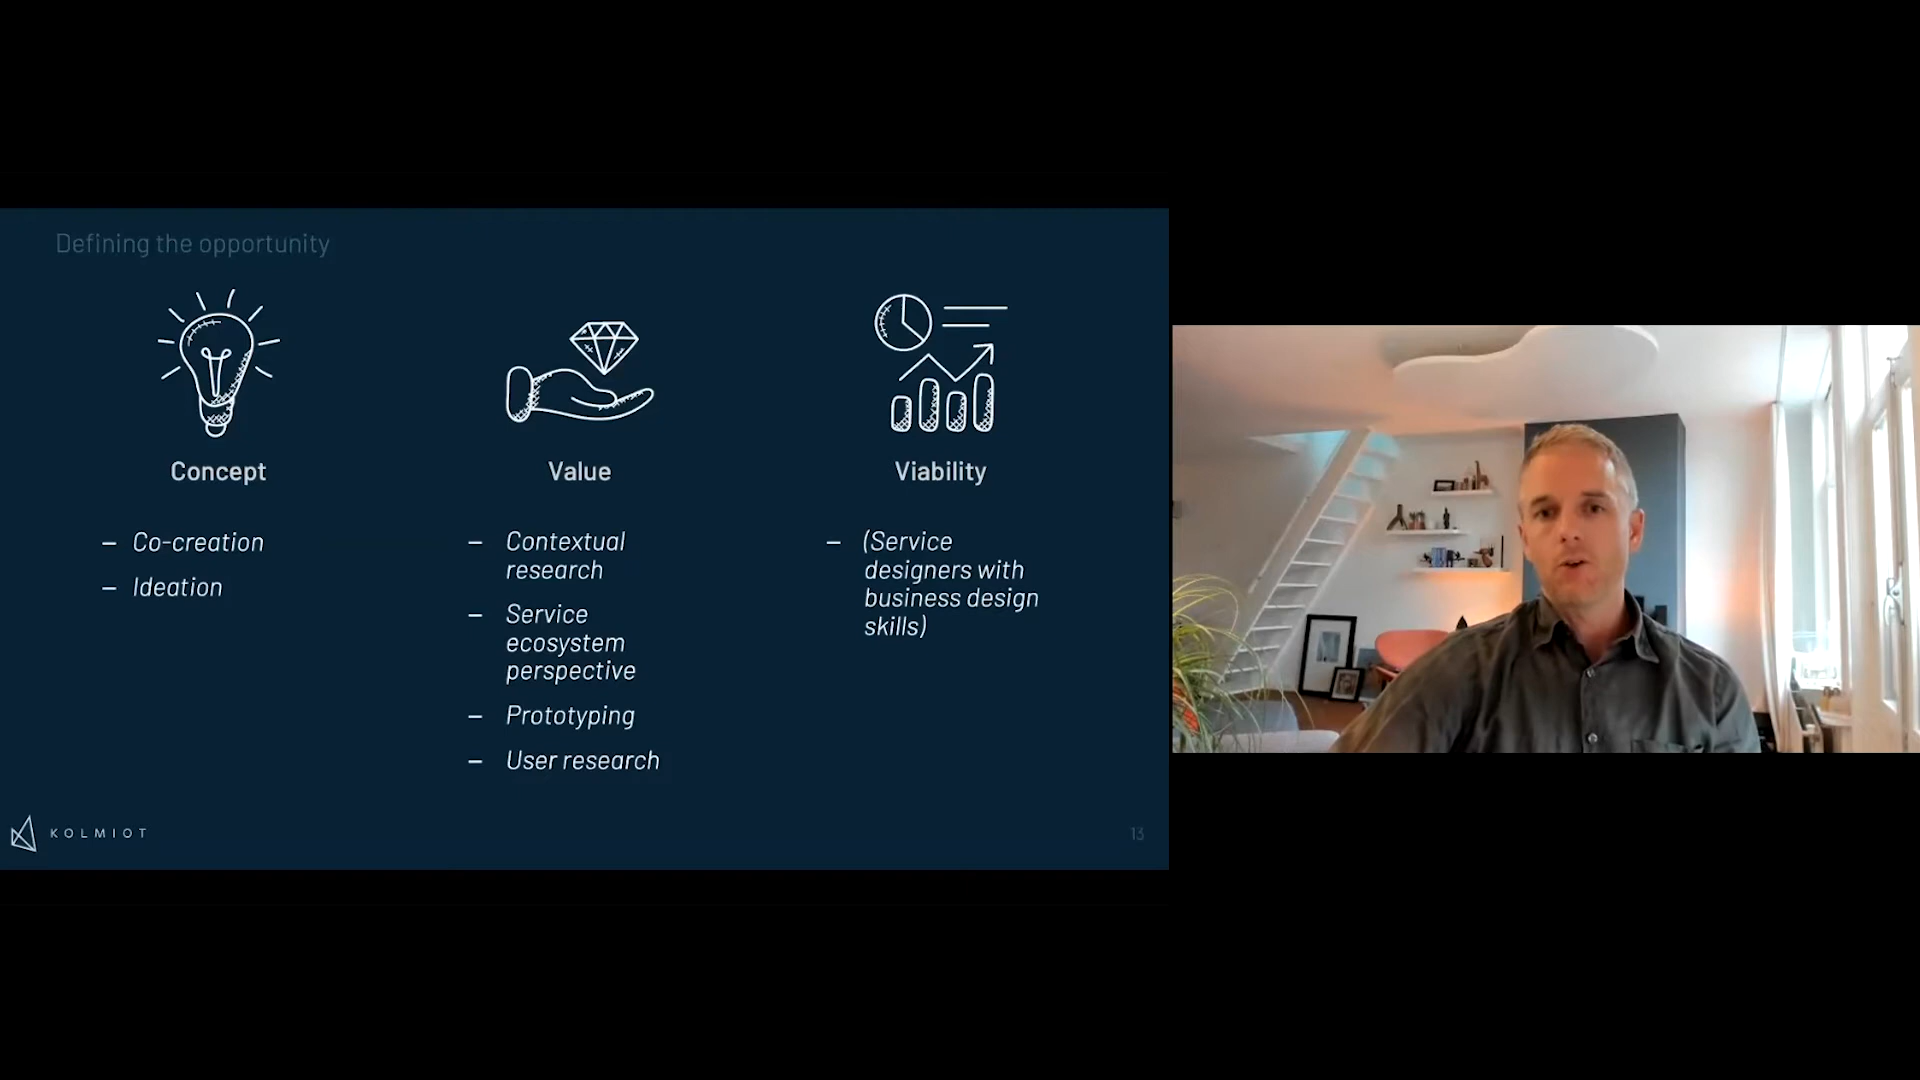 Defining the opportunity
Concept
– Co-creation
– Ideation
Value
– Contextual
research
– Service
ecosystem
perspective
– Prototyping
– User research
Viability
– (Service
designers with
business design
skills)
KOLMIOT
13